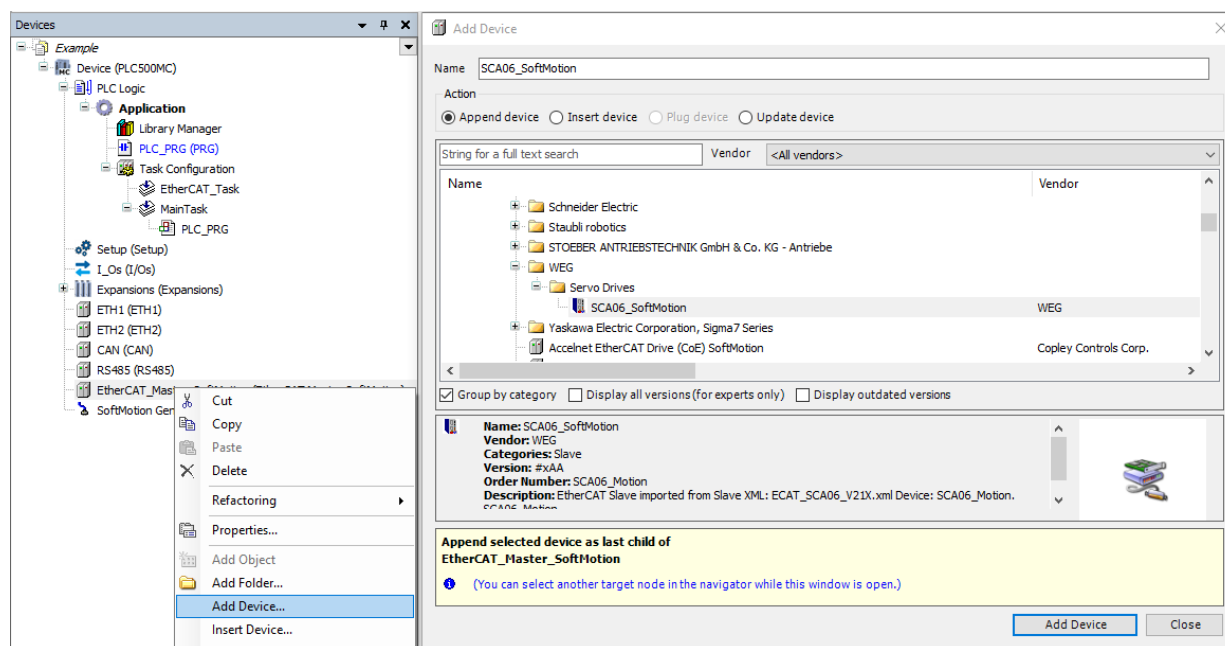 Devices
Example
Device (PLC500MC)
PLC Logic
Application
Library Manager
PLC_PRG (PRG)
Task Configuration
EtherCAT_Task
MainTask
PLC_PRG
Setup (Setup)
I_Os (I/Os)
Expansions (Expansions)
ETH1 (ETH1)
ETH2 (ETH2)
CAN (CAN)
RS485 (RS485)
EtherCAT_Mas
SoftMotion Gen
Cut
Copy
Paste
Delete
Refactoring
Properties...
Add Object
Add Folder...
Add Device...
Insert Device...
Add Device
Name SCA06_SoftMotion
Action
Append device Insert device Plug device Update device
String for a full text search Vendor <All vendors>
Name Vendor
Schneider Electric
Staubli robotics
STOEBER ANTRIEBSTECHNIK GmbH & Co. KG - Antriebe
WEG
Servo Drives
SCA06_SoftMotion WEG
Yaskawa Electric Corporation, Sigma7 Series
Accelnet EtherCAT Drive (CoE) SoftMotion Copley Controls Corp.
Group by category Display all versions (for experts only) Display outdated versions
Name: SCA06_SoftMotion
Vendor: WEG
Categories: Slave
Version: #xAA
Order Number: SCA06_Motion
Description: EtherCAT Slave imported from Slave XML: ECAT_SCA06_V21X.xml Device: SCA06_Motion.
SCA06_Motion
Append selected device as last child of
EtherCAT_Master_SoftMotion
(You can select another target node in the navigator while this window is open.)
Add Device Close